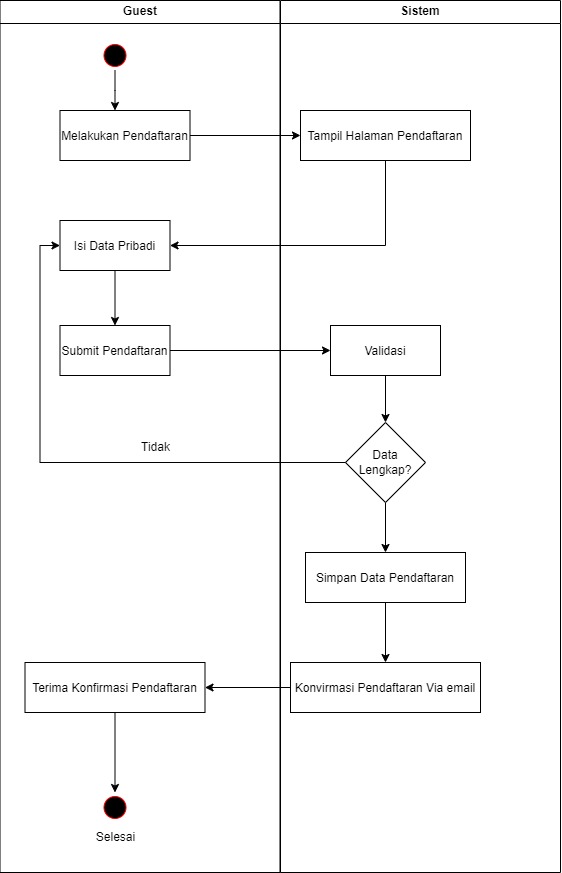 Guest
Sistem
Melakukan Pendaftaran
Tampil Halaman Pendaftaran
Isi Data Pribadi
Submit Pendaftaran
Validasi
Data
Lengkap?
Tidak
Simpan Data Pendaftaran
Konvirmasi Pendaftaran Via email
Terima Konfirmasi Pendaftaran
Selesai